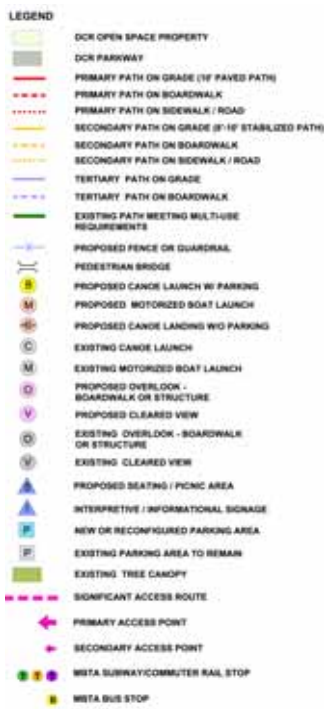 LEGEND
DCR OPEN SPACE PROPERTY
DCR PARKWAY
PRIMARY PATH ON GRADE (10' PAVED PATH)
PRIMARY PATH ON BOARDWALK
PRIMARY PATH ON SIDEWALK / ROAD
SECONDARY PATH ON GRADE (8'-10' STABILIZED PATH)
SECONDARY PATH ON BOARDWALK
SECONDARY PATH ON SIDEWALK / ROAD
TERTIARY PATH ON GRADE
TERTIARY PATH ON BOARDWALK
EXISTING PATH MEETING MULTI-USE
REQUIREMENTS
PROPOSED FENCE OR GUARDRAIL
PEDESTRIAN BRIDGE
B PROPOSED CANOE LAUNCH W/ PARKING
M PROPOSED MOTORIZED BOAT LAUNCH
PROPOSED CANOE LANDING W/O PARKING
C EXISTING CANOE LAUNCH
M EXISTING MOTORIZED BOAT LAUNCH
O PROPOSED OVERLOOK -
BOARDWALK OR STRUCTURE
V PROPOSED CLEARED VIEW
O EXISTING OVERLOOK - BOARDWALK
OR STRUCTURE
V EXISTING CLEARED VIEW
PROPOSED SEATING / PICNIC AREA
INTERPRETIVE / INFORMATIONAL SIGNAGE
P NEW OR RECONFIGURED PARKING AREA
P EXISTING PARKING AREA TO REMAIN
EXISTING TREE CANOPY
SIGNIFICANT ACCESS ROUTE
PRIMARY ACCESS POINT
SECONDARY ACCESS POINT
T T T MBTA SUBWAY/COMMUTER RAIL STOP
B MBTA BUS STOP